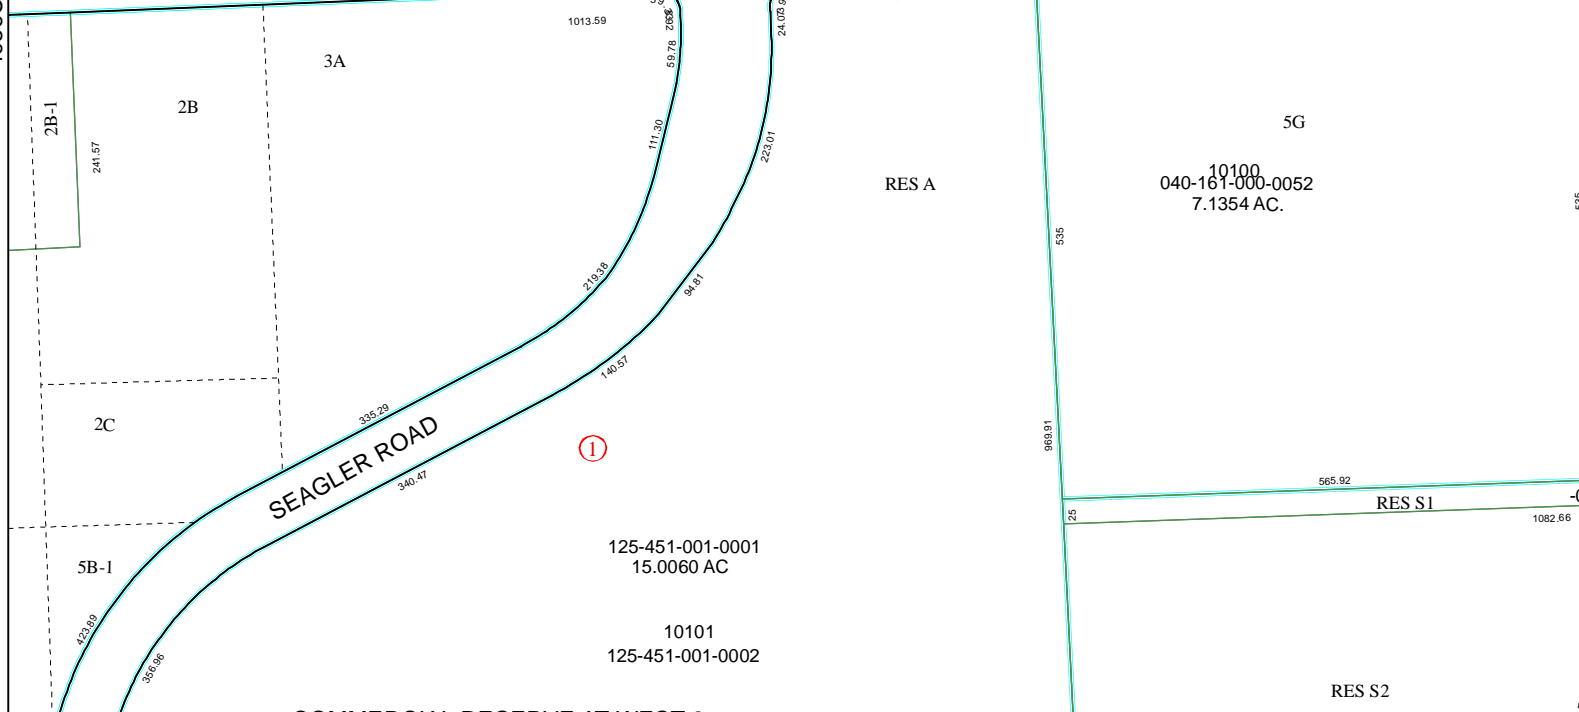 1013.59
59.78
24.07
3A
2B-1
2B
241.57
111.30
223.01
5G
10100
040-161-000-0052
7.1354 AC.
RES A
535
219.38
94.81
140.57
335.29
2C
SEAGLER ROAD
340.47
1
969.91
565.92
RES S1
25
1082.66
125-451-001-0001
15.0060 AC
5B-1
423.89
356.96
10101
125-451-001-0002
RES S2